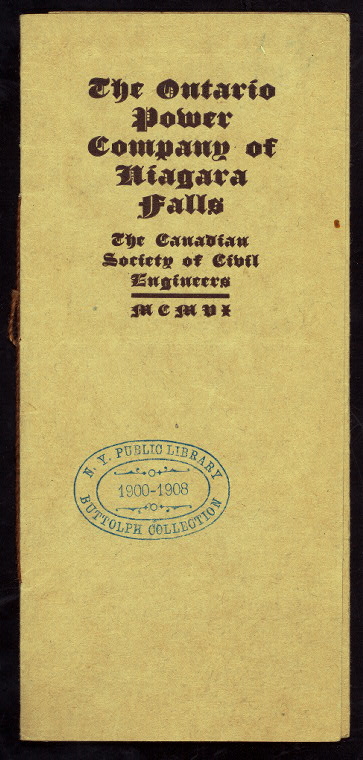 The Ontario
Power
Company of
Niagara
Falls
The Canadian
Society of Civil
Engineers
MCMVI
N. Y. PUBLIC LIBRARY
1900-1908
BUTTOLPH COLLECTION